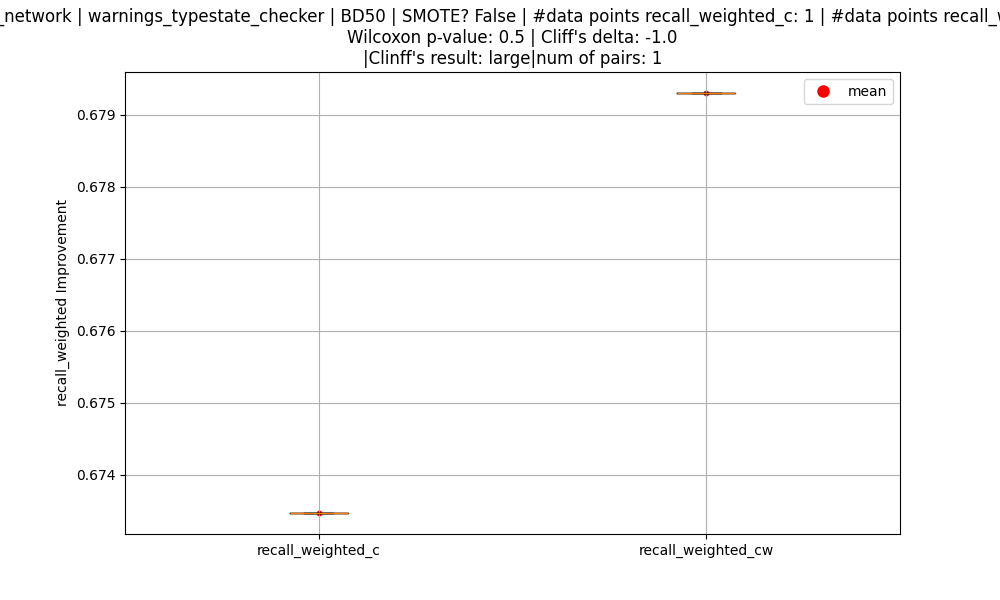 _network | warnings_typestate_checker | BD50 | SMOTE? False | #data points recall_weighted_c: 1 | #data points
Wilcoxon p-value: 0.5 | Cliff's delta: -1.0
|Clinff's result: large|num of pairs: 1
mean
0.679
0.678
0.677
0.676
0.675
0.674
recall_weighted Improvement
recall_weighted_c
recall_weighted_cw